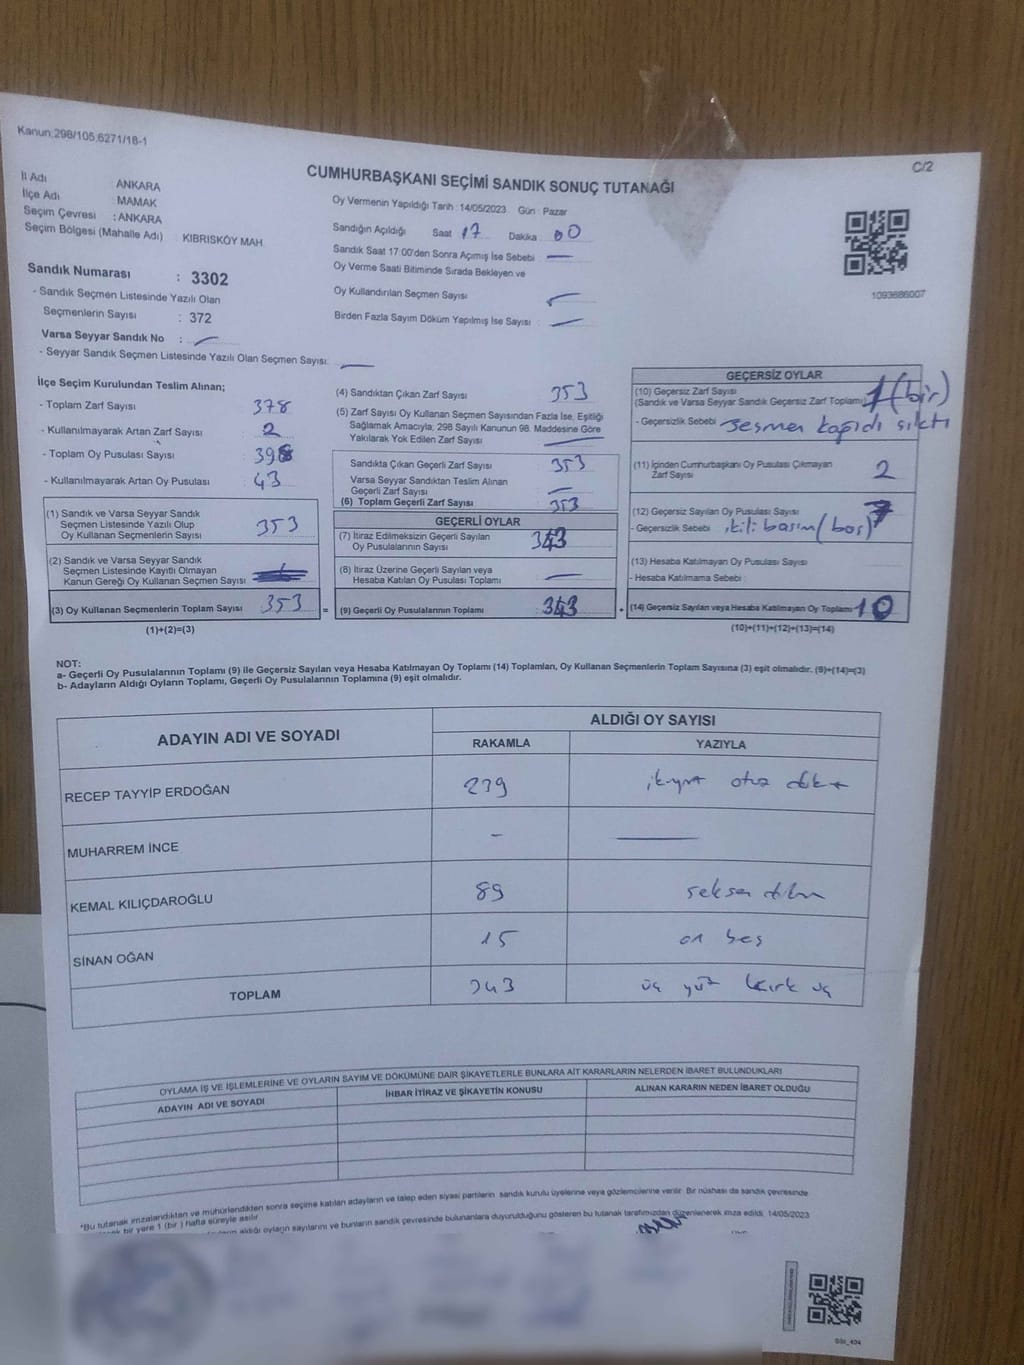 Kanun:298/105;6271/18-1
C/2
CUMHURBAŞKANI SEÇİMİ SANDIK SONUÇ TUTANAĞI
İl Adı : ANKARA
İlçe Adı : MAMAK
Seçim Çevresi : ANKARA
Seçim Bölgesi (Mahalle Adı) : KIBRISKÖY MAH.
Sandık Numarası : 3302
- Sandık Seçmen Listesinde Yazılı Olan
Seçmenlerin Sayısı : 372
Varsa Seyyar Sandık No : —
- Seyyar Sandık Seçmen Listesinde Yazılı Olan Seçmen Sayısı: —
Oy Vermenin Yapıldığı Tarih : 14/05/2023 Gün : Pazar
Sandığın Açıldığı Saat 17 Dakika 00
Sandık Saat 17:00'den Sonra Açımış İse Sebebi —
Oy Verme Saati Bitiminde Sırada Bekleyen ve
Oy Kullandırılan Seçmen Sayısı —
Birden Fazla Sayım Döküm Yapılmış İse Sayısı : —
1093686007
İlçe Seçim Kurulundan Teslim Alınan;
- Toplam Zarf Sayısı 378
- Kullanılmayarak Artan Zarf Sayısı 2
- Toplam Oy Pusulası Sayısı 398
- Kullanılmayarak Artan Oy Pusulası 43
(1) Sandık ve Varsa Seyyar Sandık
Seçmen Listesinde Yazılı Olup
Oy Kullanan Seçmenlerin Sayısı 353
(2) Sandık ve Varsa Seyyar Sandık
Seçmen Listesinde Kayıtlı Olmayan
Kanun Gereği Oy Kullanan Seçmen Sayısı
(3) Oy Kullanan Seçmenlerin Toplam Sayısı 353 =
(1)+(2)=(3)
(4) Sandıktan Çıkan Zarf Sayısı 353
(5) Zarf Sayısı Oy Kullanan Seçmen Sayısından Fazla İse, Eşitliği
Sağlamak Amacıyla, 298 Sayılı Kanunun 98. Maddesine Göre
Yakılarak Yok Edilen Zarf Sayısı —
Sandıkta Çıkan Geçerli Zarf Sayısı 353
Varsa Seyyar Sandıktan Teslim Alınan
Geçerli Zarf Sayısı —
(6) Toplam Geçerli Zarf Sayısı 353
GEÇERLİ OYLAR
(7) İtiraz Edilmeksizin Geçerli Sayılan
Oy Pusulalarının Sayısı 343
(8) İtiraz Üzerine Geçerli Sayılan veya
Hesaba Katılan Oy Pusulası Toplamı —
(9) Geçerli Oy Pusulalarının Toplamı : 343 +
GEÇERSİZ OYLAR
(10) Geçersiz Zarf Sayısı
(Sandık ve Varsa Seyyar Sandık Geçersiz Zarf Toplamı) 1 (bir)
- Geçersizlik Sebebi seçmen kapıdı sıktı
(11) İçinden Cumhurbaşkanı Oy Pusulası Çıkmayan
Zarf Sayısı 2
(12) Geçersiz Sayılan Oy Pusulası Sayısı 7
- Geçersizlik Sebebi ikili basım (boş)
(13) Hesaba Katılmayan Oy Pusulası Sayısı
- Hesaba Katılmama Sebebi :
(14) Geçersiz Sayılan veya Hesaba Katılmayan Oy Toplamı 10
(10)+(11)+(12)+(13)=(14)
NOT:
a- Geçerli Oy Pusulalarının Toplamı (9) ile Geçersiz Sayılan veya Hesaba Katılmayan Oy Toplamı (14) Toplamları, Oy Kullanan Seçmenlerin Toplam Sayısına (3) eşit olmalıdır. (9)+(14)=(3)
b- Adayların Aldığı Oyların Toplamı, Geçerli Oy Pusulalarının Toplamına (9) eşit olmalıdır.
ADAYIN ADI VE SOYADI ALDIĞI OY SAYISI
RAKAMLA YAZIYLA
RECEP TAYYİP ERDOĞAN 239 ikiyüz otuz dokuz
MUHARREM İNCE - —
KEMAL KILIÇDAROĞLU 89 seksen dokuz
SİNAN OĞAN 15 on beş
TOPLAM 343 üç yüz kırk üç
OYLAMA İŞ VE İŞLEMLERİNE VE OYLARIN SAYIM VE DÖKÜMÜNE DAİR ŞİKAYETLERLE BUNLARA AİT KARARLARIN NELERDEN İBARET BULUNDUKLARI
ADAYIN ADI VE SOYADI İHBAR İTİRAZ VE ŞİKAYETİN KONUSU ALINAN KARARIN NEDEN İBARET OLDUĞU
*Bu tutanak imzalandıktan ve mühürlendikten sonra seçime katılan adayların ve talep eden siyasi partilerin sandık kurulu üyelerine veya gözlemcilerine verilir. Bir nüshası da sandık çevresinde
bir yere 1 (bir ) hafta süreyle asılır.
aldığı oyların sayılarını ve bunların sandık çevresinde bulunanlara duyurulduğunu gösteren bu tutanak tarafımızdan düzenlenerek imza edildi. 14/05/2023